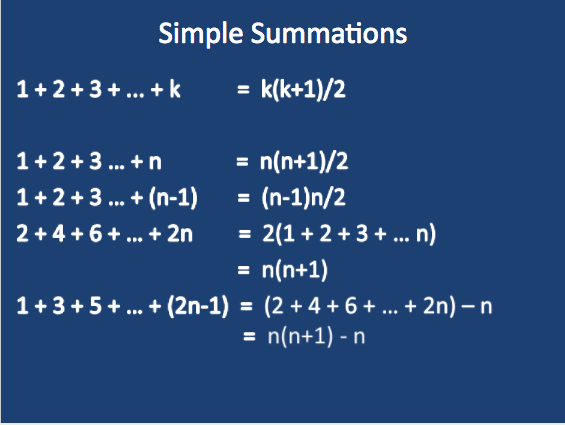 Simple Summations
1 + 2 + 3 + ... + k = k(k+1)/2
1 + 2 + 3 ... + n = n(n+1)/2
1 + 2 + 3 ... + (n-1) = (n-1)n/2
2 + 4 + 6 + ... + 2n = 2(1 + 2 + 3 + ... n)
= n(n+1)
1 + 3 + 5 + ... + (2n-1) = (2 + 4 + 6 + ... + 2n) – n
= n(n+1) - n